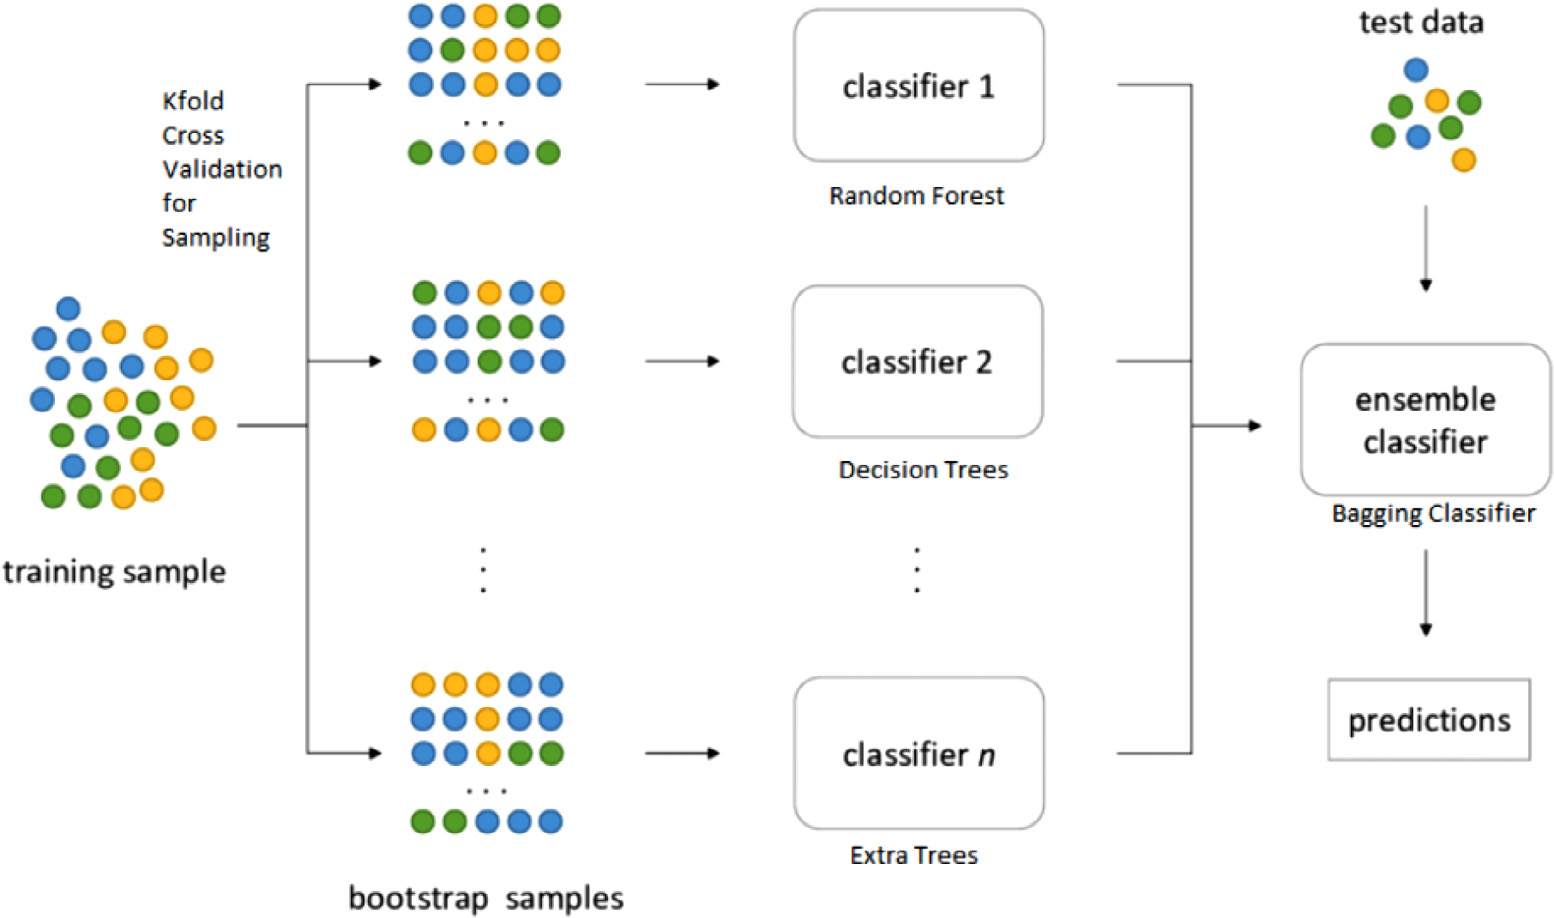 Kfold
Cross
Validation
for
Sampling
training sample
. . .
. . .
. . .
bootstrap samples
classifier 1
Random Forest
classifier 2
Decision Trees
classifier n
Extra Trees
test data
ensemble
classifier
Bagging Classifier
predictions